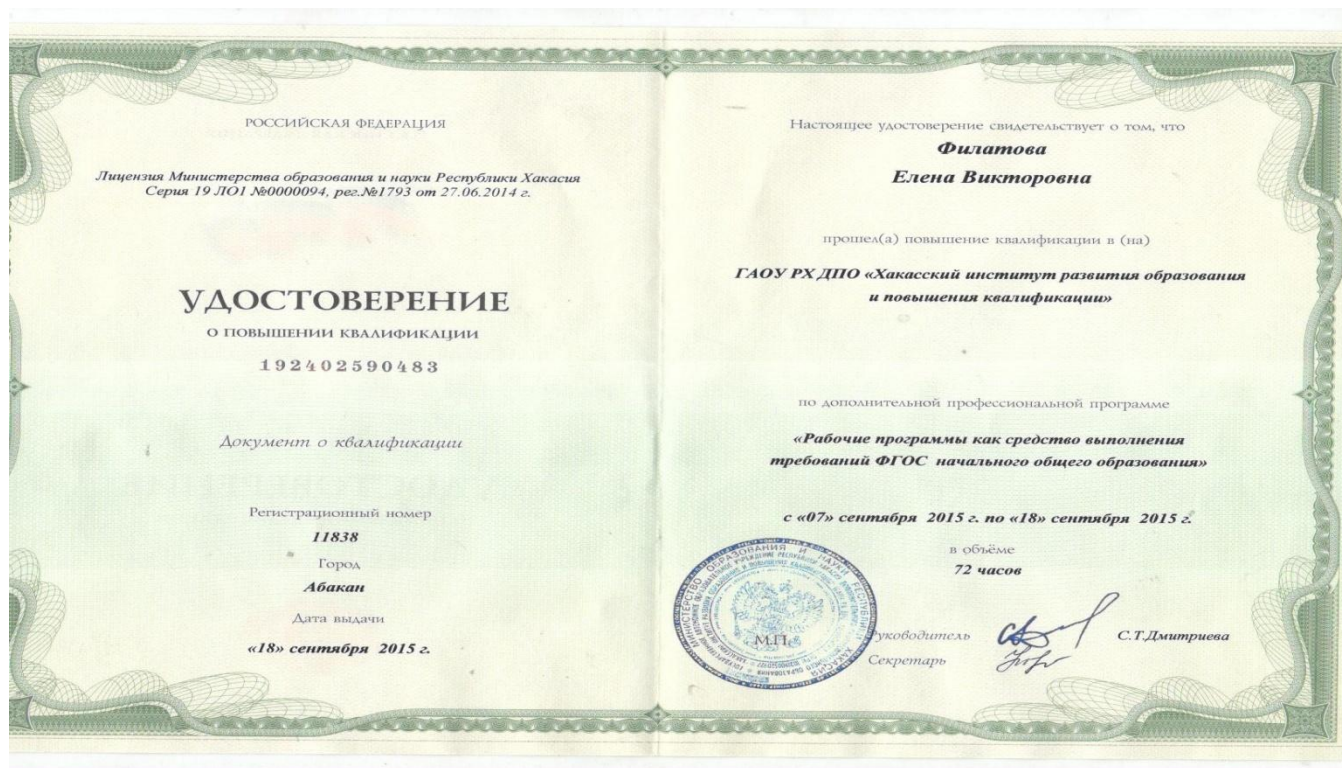 РОССИЙСКАЯ ФЕДЕРАЦИЯ
Лицензия Министерства образования и науки Республики Хакасия
Серия 19 ЛО1 №0000094, рег.№1793 от 27.06.2014 г.
УДОСТОВЕРЕНИЕ
О ПОВЫШЕНИИ КВАЛИФИКАЦИИ
192402590483
Документ о квалификации
Регистрационный номер
11838
Город
Абакан
Дата выдачи
«18» сентября 2015 г.
Настоящее удостоверение свидетельствует о том, что
Филатова
Елена Викторовна
прошел(а) повышение квалификации в (на)
ГАОУ РХ ДПО «Хакасский институт развития образования
и повышения квалификации»
по дополнительной профессиональной программе
«Рабочие программы как средство выполнения
требований ФГОС начального общего образования»
с «07» сентября 2015 г. по «18» сентября 2015 г.
в объёме
72 часов
М.П.
Руководитель С.Т.Дмитриева
Секретарь